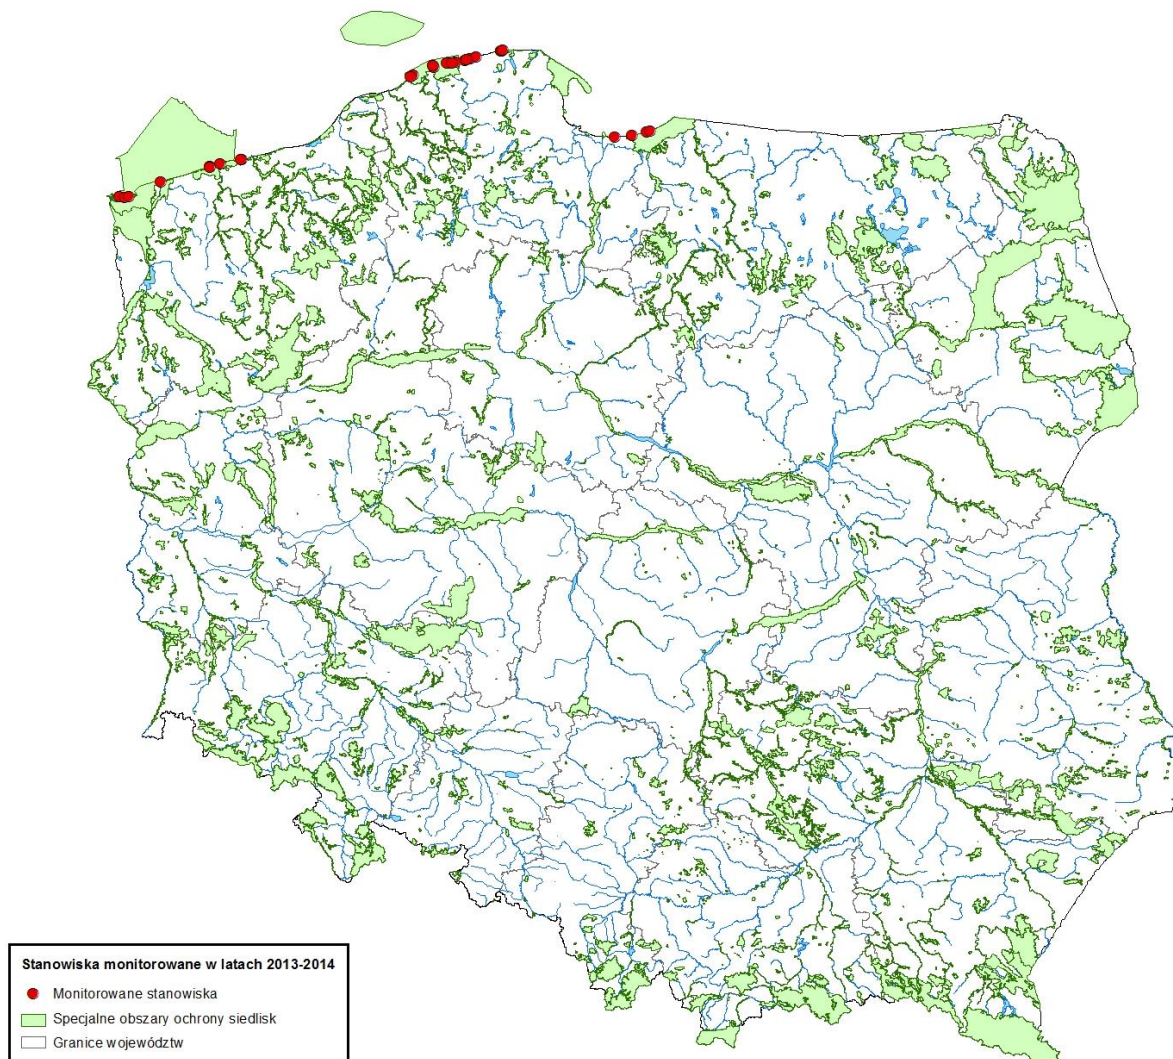 Stanowiska monitorowane w latach 2013-2014
Monitorowane stanowiska
Specjalne obszary ochrony siedlisk
Granice województw